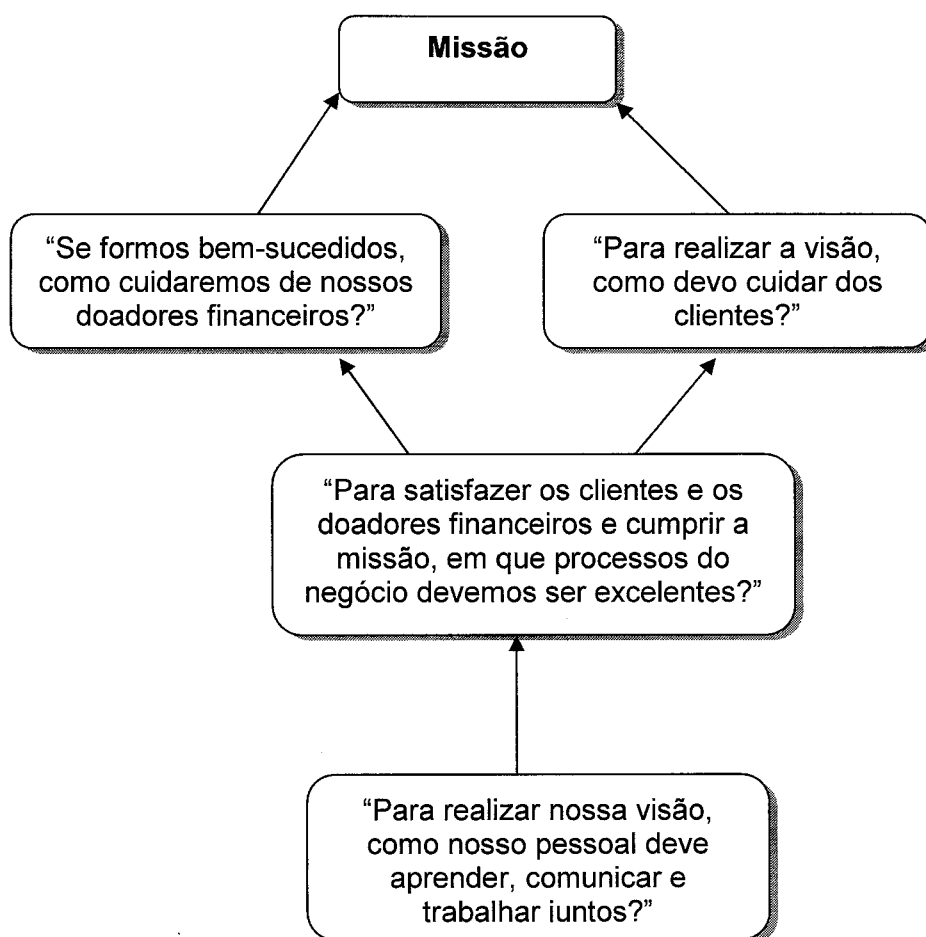 Missão
“Se formos bem-sucedidos,
como cuidaremos de nossos
doadores financeiros?”
“Para realizar a visão,
como devo cuidar dos
clientes?”
“Para satisfazer os clientes e os
doadores financeiros e cumprir a
missão, em que processos do
negócio devemos ser excelentes?”
“Para realizar nossa visão,
como nosso pessoal deve
aprender, comunicar e
trabalhar juntos?”